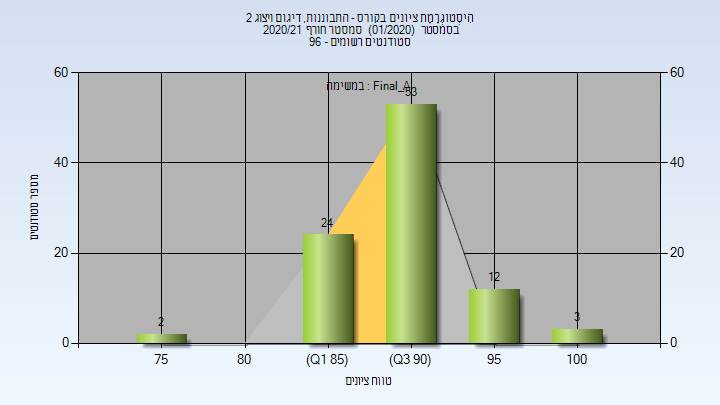 היסטוגרמת ציונים בקורס - התבוננות, דיגום ויצוג 2
בסמסטר (01/2020) סמסטר חורף 2020/21
סטודנטים רשומים - 96
במשימה : Final_A
60
40
20
0
60
40
20
0
מספר סטודנטים
2
24
53
12
3
75
80
(Q1 85)
(Q3 90)
95
100
טווח ציונים